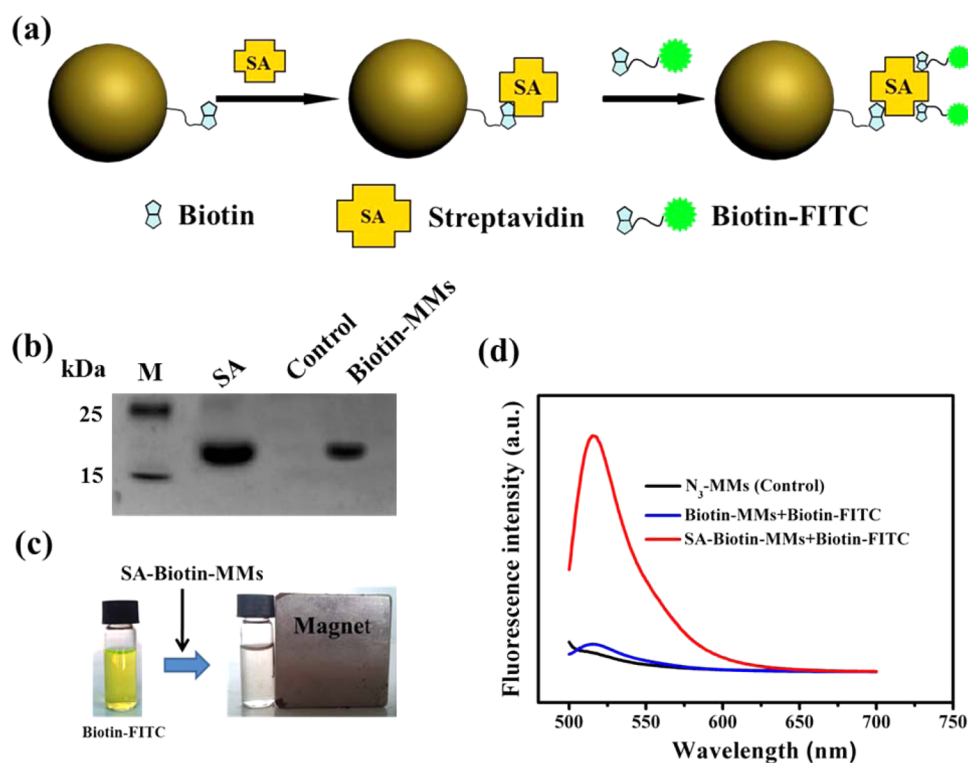 (a)
SA
SA
SA
Biotin
SA
Streptavidin
Biotin-FITC
(b)
kDa
M
SA
Control
Biotin-MMs
25
15
(c)
SA-Biotin-MMs
Magnet
Biotin-FITC
(d)
Fluorescence intensity (a.u.)
N₃-MMs (Control)
Biotin-MMs+Biotin-FITC
SA-Biotin-MMs+Biotin-FITC
500 550 600 650 700 750
Wavelength (nm)